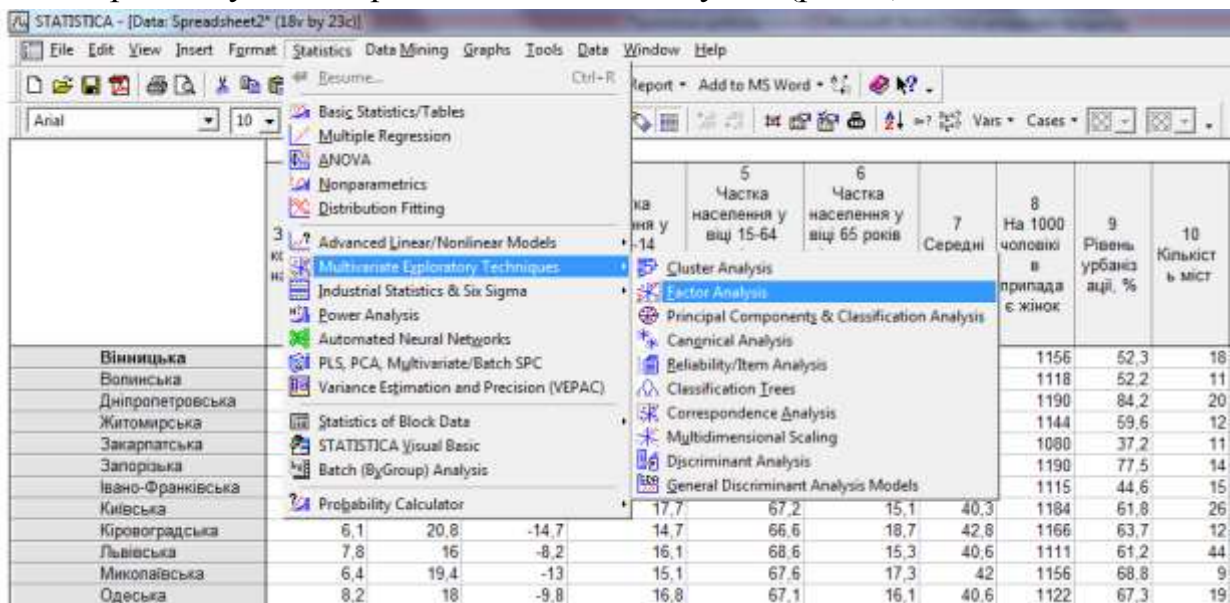 STATISTICA - [Data: Spreadsheet2* (18v by 23c)]
File Edit View Insert Format Statistics Data Mining Graphs Tools Data Window Help
Resume... Ctrl+R
Report Add to MS Word
Arial 10
Vars Cases
Basic Statistics/Tables
Multiple Regression
ANOVA
Nonparametrics
Distribution Fitting
Advanced Linear/Nonlinear Models
Multivariate Exploratory Techniques
Industrial Statistics & Six Sigma
Power Analysis
Automated Neural Networks
PLS, PCA, Multivariate/Batch SPC
Variance Estimation and Precision (VEPAC)
Statistics of Block Data
STATISTICA Visual Basic
Batch (ByGroup) Analysis
Probability Calculator
Cluster Analysis
Factor Analysis
Principal Components & Classification Analysis
Canonical Analysis
Reliability/Item Analysis
Classification Trees
Correspondence Analysis
Multidimensional Scaling
Discriminant Analysis
General Discriminant Analysis Models
5
Частка
населення у
віці 15-64
6
Частка
населення у
віці 65 років
7
Середні
8
На 1000
чоловікі
в
припада
є жінок
9
Рівень
урбаніз
ації, %
10
Кількіст
ь міст
Вінницька 1156 52,3 18
Волинська 1118 52,2 11
Дніпропетровська 1190 84,2 20
Житомирська 1144 59,6 12
Закарпатська 1080 37,2 11
Запорізька 1190 77,5 14
Івано-Франківська 1115 44,6 15
Київська 17,7 67,2 15,1 40,3 1184 61,8 26
Кіровоградська 6,1 20,8 -14,7 14,7 66,6 18,7 42,8 1166 63,7 12
Львівська 7,8 16 -8,2 16,1 68,6 15,3 40,6 1111 61,2 44
Миколаївська 6,4 19,4 -13 15,1 67,6 17,3 42 1156 68,8 9
Одеська 8,2 18 -9,8 16,8 67,1 16,1 40,6 1122 67,3 19